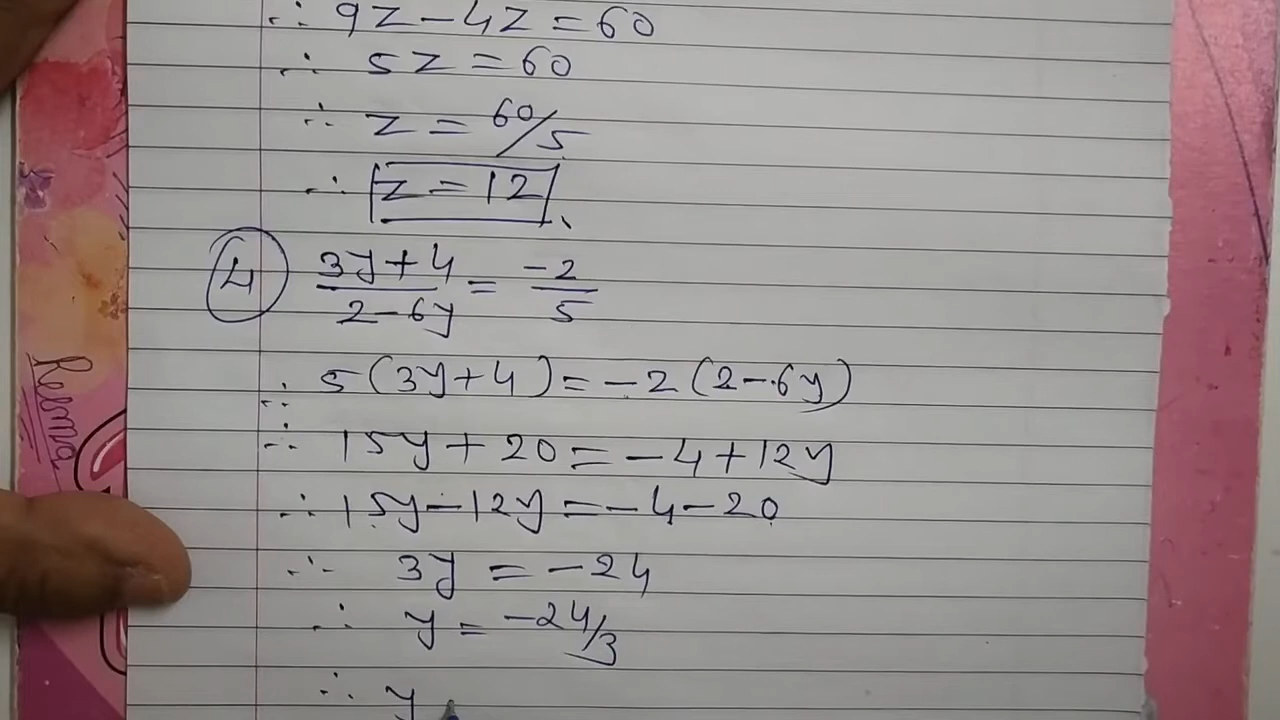 ∴ 9z - 4z = 60
∴ 5z = 60
∴ z = 60/5
∴ z = 12
4 (3y + 4)/(2 - 6y) = -2/5
∴ 5(3y + 4) = -2(2 - 6y)
∴ 15y + 20 = -4 + 12y
∴ 15y - 12y = -4 - 20
∴ 3y = -24
∴ y = -24/3
∴ y
Resma